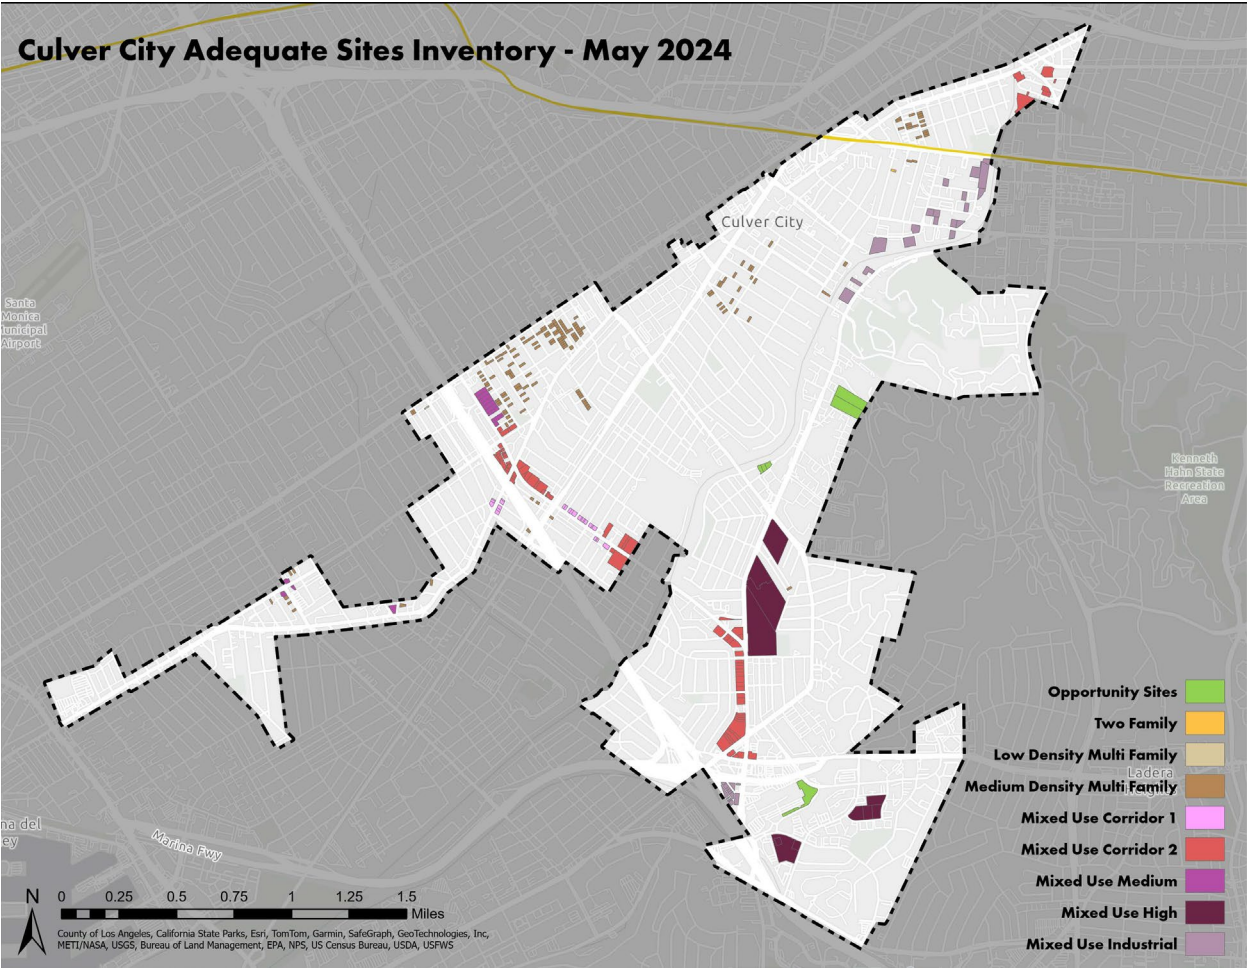 Culver City Adequate Sites Inventory - May 2024
Culver City
Santa
Monica
Municipal
Airport
Kenneth
Hahn State
Recreation
Area
Opportunity Sites
Two Family
Low Density Multi Family
Ladera
Medium Density Multi Family
Mixed Use Corridor 1
Mixed Use Corridor 2
Mixed Use Medium
Mixed Use High
Mixed Use Industrial
na del
ey
Marina Fwy
N
0 0.25 0.5 0.75 1 1.25 1.5
Miles
County of Los Angeles, California State Parks, Esri, TomTom, Garmin, SafeGraph, GeoTechnologies, Inc,
METI/NASA, USGS, Bureau of Land Management, EPA, NPS, US Census Bureau, USDA, USFWS